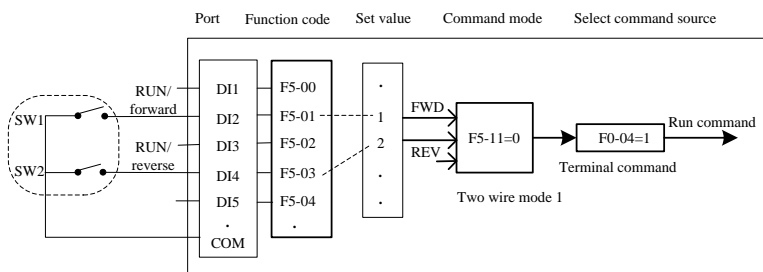 Port Function code Set value Command mode Select command source
RUN/
forward
RUN/
reverse
SW1
SW2
DI1
DI2
DI3
DI4
DI5
.
COM
F5-00
F5-01
F5-02
F5-03
F5-04
.
.
1
2
.
.
FWD
REV
F5-11=0
Two wire mode 1
F0-04=1
Terminal command
Run command